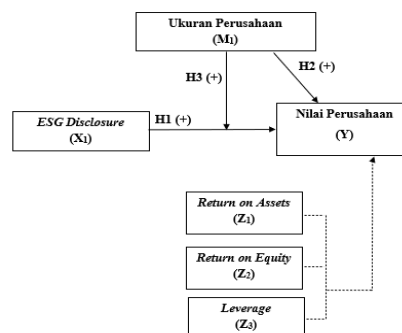 Ukuran Perusahaan
(M1)
H3 (+)
H2 (+)
H1 (+)
ESG Disclosure
(X1)
Nilai Perusahaan
(Y)
Return on Assets
(Z1)
Return on Equity
(Z2)
Leverage
(Z3)